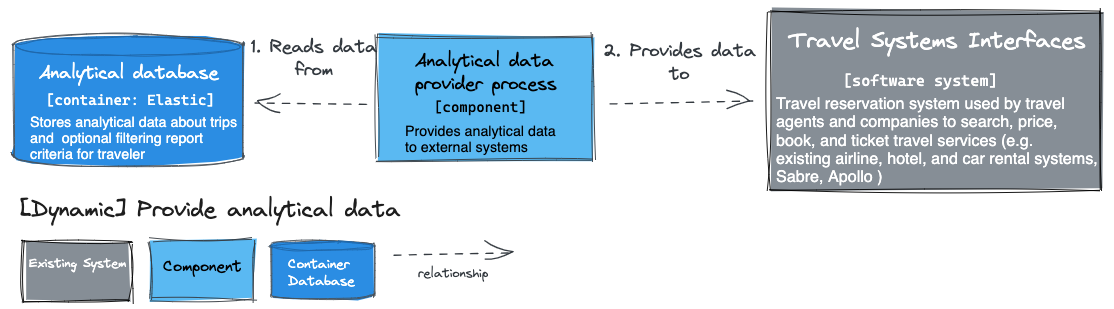 Analytical database
[container: Elastic]
Stores analytical data about trips
and optional filtering report
criteria for traveler
1. Reads data
from
Analytical data
provider process
[component]
Provides analytical data
to external systems
2. Provides data
to
Travel Systems Interfaces
[software system]
Travel reservation system used by travel
agents and companies to search, price,
book, and ticket travel services (e.g.
existing airline, hotel, and car rental systems,
Sabre, Apollo )
[Dynamic] Provide analytical data
Existing System
Component
Container
Database
relationship